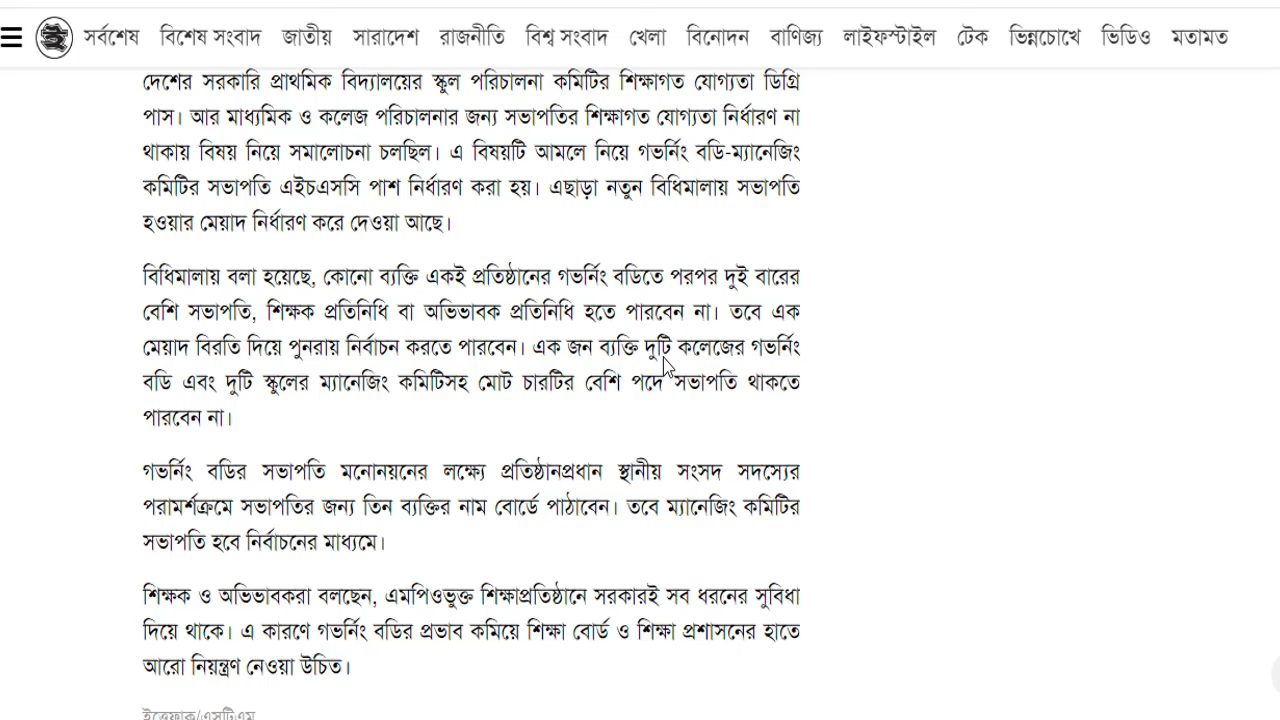 সর্বশেষ বিশেষ সংবাদ জাতীয় সারাদেশ রাজনীতি বিশ্ব সংবাদ খেলা বিনোদন বাণিজ্য লাইফস্টাইল টেক ভিন্নচোখে ভিডিও মতামত
দেশের সরকারি প্রাথমিক বিদ্যালয়ের স্কুল পরিচালনা কমিটির শিক্ষাগত যোগ্যতা ডিগ্রি
পাস। আর মাধ্যমিক ও কলেজ পরিচালনার জন্য সভাপতির শিক্ষাগত যোগ্যতা নির্ধারণ না
থাকায় বিষয় নিয়ে সমালোচনা চলছিল। এ বিষয়টি আমলে নিয়ে গভর্নিং বডি-ম্যানেজিং
কমিটির সভাপতি এইচএসসি পাশ নির্ধারণ করা হয়। এছাড়া নতুন বিধিমালায় সভাপতি
হওয়ার মেয়াদ নির্ধারণ করে দেওয়া আছে।
বিধিমালায় বলা হয়েছে, কোনো ব্যক্তি একই প্রতিষ্ঠানের গভর্নিং বডিতে পরপর দুই বারের
বেশি সভাপতি, শিক্ষক প্রতিনিধি বা অভিভাবক প্রতিনিধি হতে পারবেন না। তবে এক
মেয়াদ বিরতি দিয়ে পুনরায় নির্বাচন করতে পারবেন। এক জন ব্যক্তি দুটি কলেজের গভর্নিং
বডি এবং দুটি স্কুলের ম্যানেজিং কমিটিসহ মোট চারটির বেশি পদে সভাপতি থাকতে
পারবেন না।
গভর্নিং বডির সভাপতি মনোনয়নের লক্ষ্যে প্রতিষ্ঠানপ্রধান স্থানীয় সংসদ সদস্যের
পরামর্শক্রমে সভাপতির জন্য তিন ব্যক্তির নাম বোর্ডে পাঠাবেন। তবে ম্যানেজিং কমিটির
সভাপতি হবে নির্বাচনের মাধ্যমে।
শিক্ষক ও অভিভাবকরা বলছেন, এমপিওভুক্ত শিক্ষাপ্রতিষ্ঠানে সরকারই সব ধরনের সুবিধা
দিয়ে থাকে। এ কারণে গভর্নিং বডির প্রভাব কমিয়ে শিক্ষা বোর্ড ও শিক্ষা প্রশাসনের হাতে
আরো নিয়ন্ত্রণ নেওয়া উচিত।
ইত্তেফাক/এসটিএম